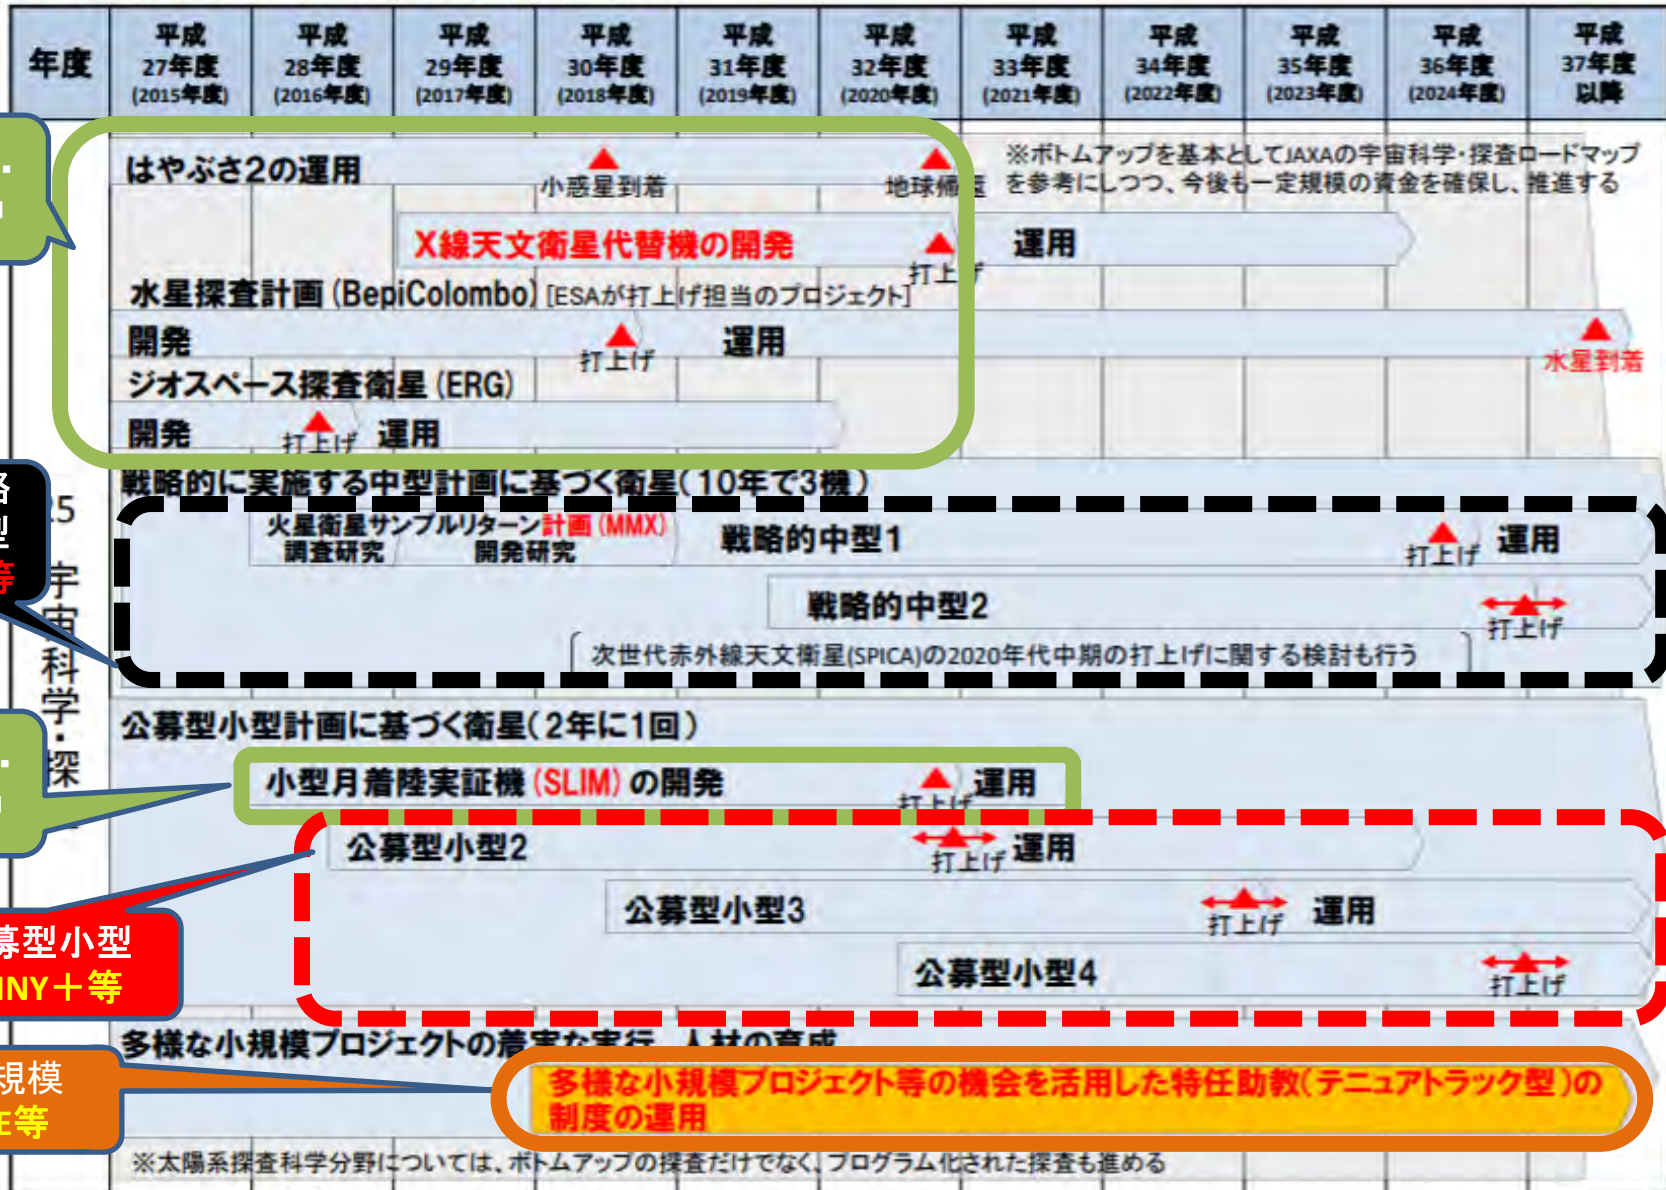 年度
平成
27年度
(2015年度)
平成
28年度
(2016年度)
平成
29年度
(2017年度)
平成
30年度
(2018年度)
平成
31年度
(2019年度)
平成
32年度
(2020年度)
平成
33年度
(2021年度)
平成
34年度
(2022年度)
平成
35年度
(2023年度)
平成
36年度
(2024年度)
平成
37年度
以降
はやぶさ2の運用
小惑星到着
地球帰還
※ボトムアップを基本としてJAXAの宇宙科学・探査ロードマップ
を参考にしつつ、今後も一定規模の資金を確保し、推進する
X線天文衛星代替機の開発
打上げ
運用
水星探査計画(BepiColombo)[ESAが打上げ担当のプロジェクト]
開発
打上げ
運用
水星到着
ジオスペース探査衛星(ERG)
開発
打上げ
運用
戦略的に実施する中型計画に基づく衛星(10年で3機)
火星衛星サンプルリターン計画(MMX)
調査研究
開発研究
戦略的中型1
打上げ
運用
戦略的中型2
打上げ
次世代赤外線天文衛星(SPICA)の2020年代中期の打上げに関する検討も行う
型
等
宇宙科学・探
公募型小型計画に基づく衛星(2年に1回)
小型月着陸実証機(SLIM)の開発
打上げ
運用
公募型小型2
打上げ
運用
公募型小型3
打上げ
運用
募型小型
NY＋等
公募型小型4
打上げ
多様な小規模プロジェクトの着実な実行、人材の育成
規模
等
多様な小規模プロジェクト等の機会を活用した特任助教(テニュアトラック型)の
制度の運用
※太陽系探査科学分野については、ボトムアップの探査だけでなく、プログラム化された探査も進める